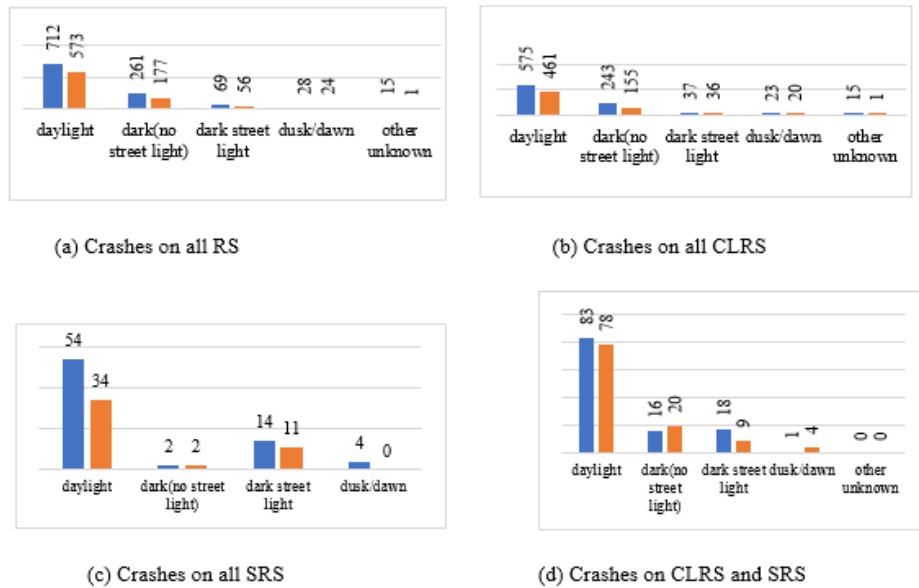 712 573 261 177 69 56 28 24 15 1
daylight dark(no dark street dusk/dawn other
street light) light unknown
(a) Crashes on all RS
575 461 243 155 37 36 23 20 15 1
daylight dark(no dark street dusk/dawn other
street light) light unknown
(b) Crashes on all CLRS
54 34 2 2 14 11 4 0
daylight dark(no street dark street dusk/dawn
light) light
(c) Crashes on all SRS
83 78 16 20 18 9 1 4 0 0
daylight dark(no dark street dusk/dawn other
street light unknown
light)
(d) Crashes on CLRS and SRS